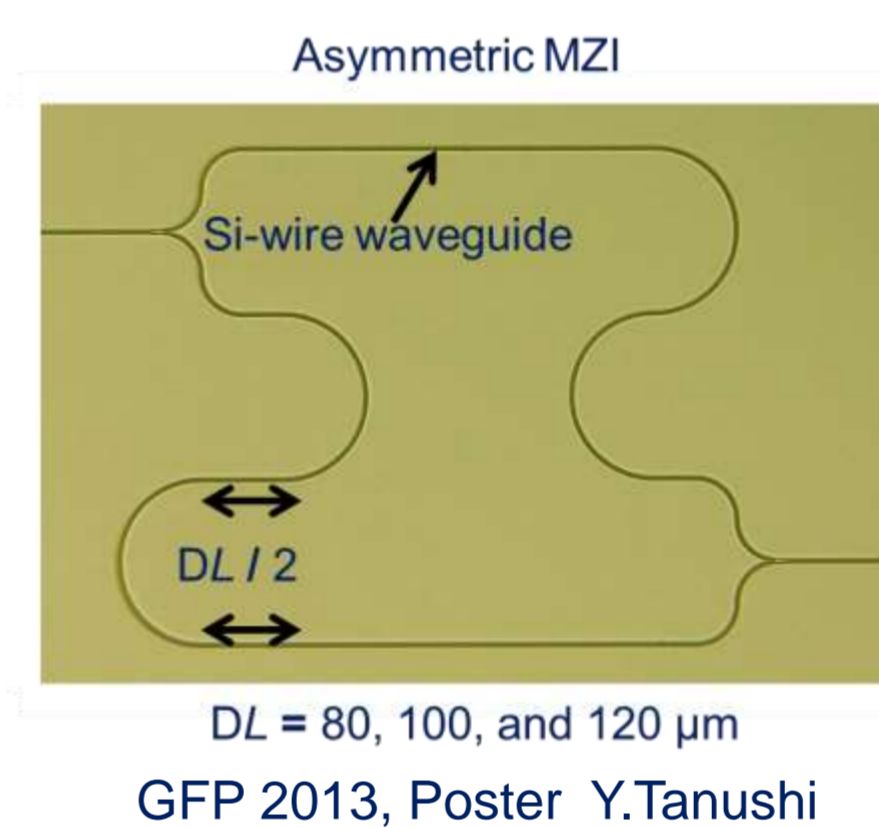 Asymmetric MZI
Si-wire waveguide
DL / 2
DL = 80, 100, and 120 μm
GFP 2013, Poster Y.Tanushi